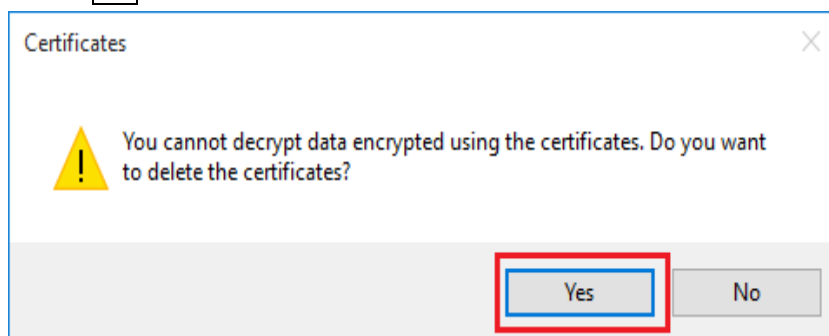 Certificates
You cannot decrypt data encrypted using the certificates. Do you want
to delete the certificates?
Yes
No